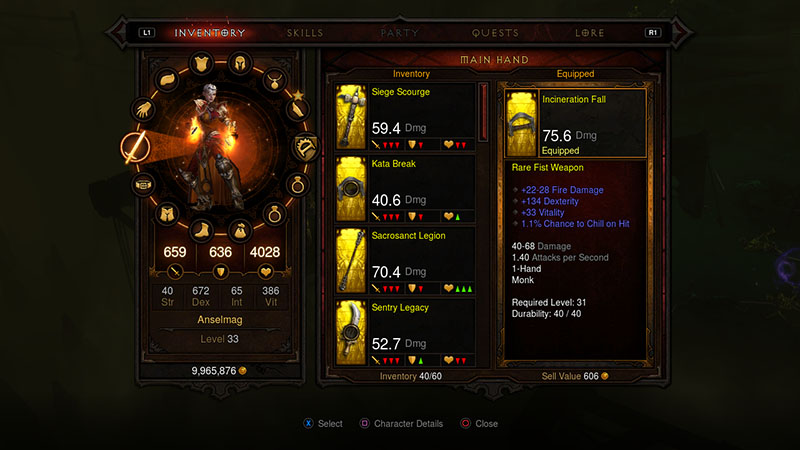 L1 INVENTORY SKILLS PARTY QUESTS LORE R1
MAIN HAND
Inventory
Siege Scourge
59.4 Dmg
Kata Break
40.6 Dmg
Sacrosanct Legion
70.4 Dmg
Sentry Legacy
52.7 Dmg
Inventory 40/60
Equipped
Incineration Fall
75.6 Dmg
Equipped
Rare Fist Weapon
+22-28 Fire Damage
+134 Dexterity
+33 Vitality
1.1% Chance to Chill on Hit
40-68 Damage
1.40 Attacks per Second
1-Hand
Monk
Required Level: 31
Durability: 40 / 40
Sell Value 606
659 636 4028
40 672 65 386
Str Dex Int Vit
Anselmag
Level 33
9,965,876
X Select Character Details Close